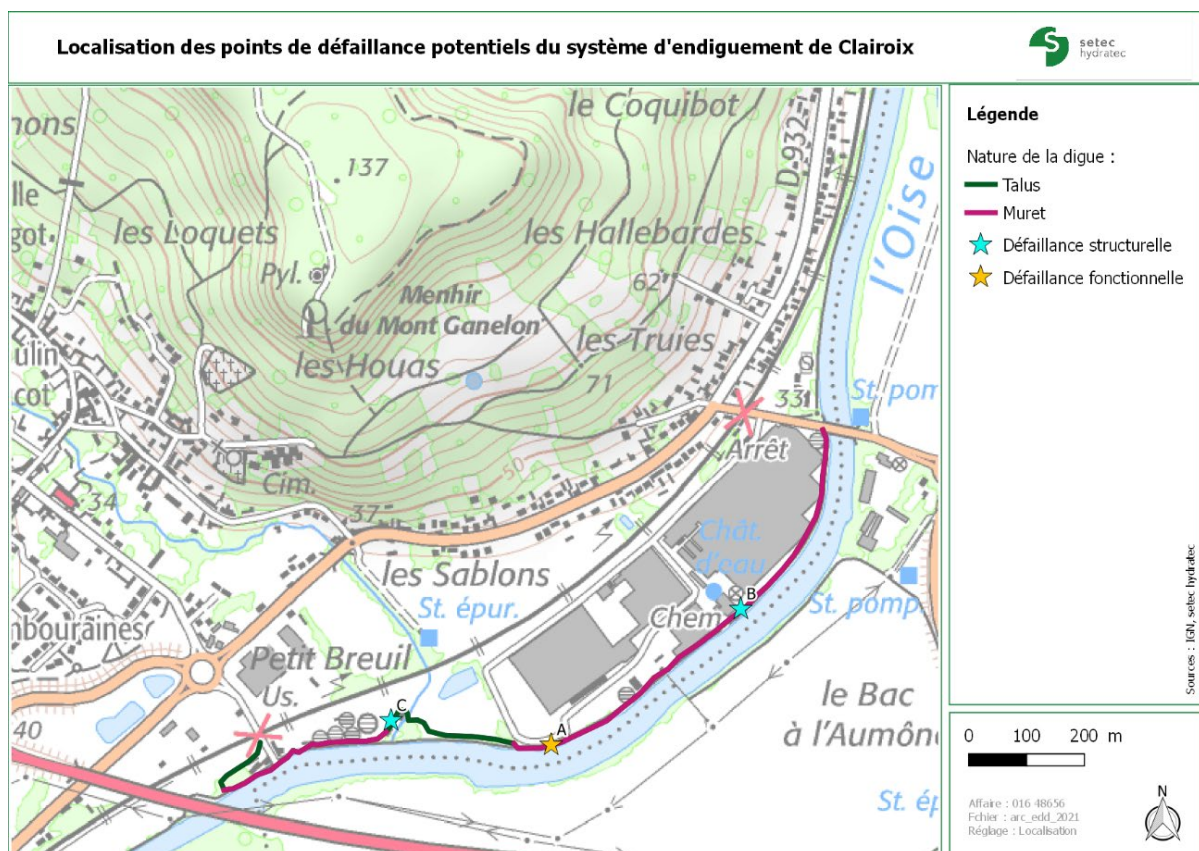 Localisation des points de défaillance potentiels du système d'endiguement de Clairoix
setec
hydratec
le Coquibot
D 932
l'Oise
137
les Loquets
les Hallebardes
Pyl.
62
Menhir
du Mont Ganelon
les Truies
les Houas
71
33
St. pom
Arrêt
50
Cim.
34
37
Chât.
d'eau
les Sablons
St. épur.
B
Chem
St. pomp.
Petit Breuil
Us.
C
le Bac
A
à l'Aumôn
40
St. ép
Légende
Nature de la digue :
Talus
Muret
Défaillance structurelle
Défaillance fonctionnelle
Sources : IGN, setec hydratec
0 100 200 m
Affaire : 016 48656
Fichier : arc_edd_2021
Réglage : Localisation
N